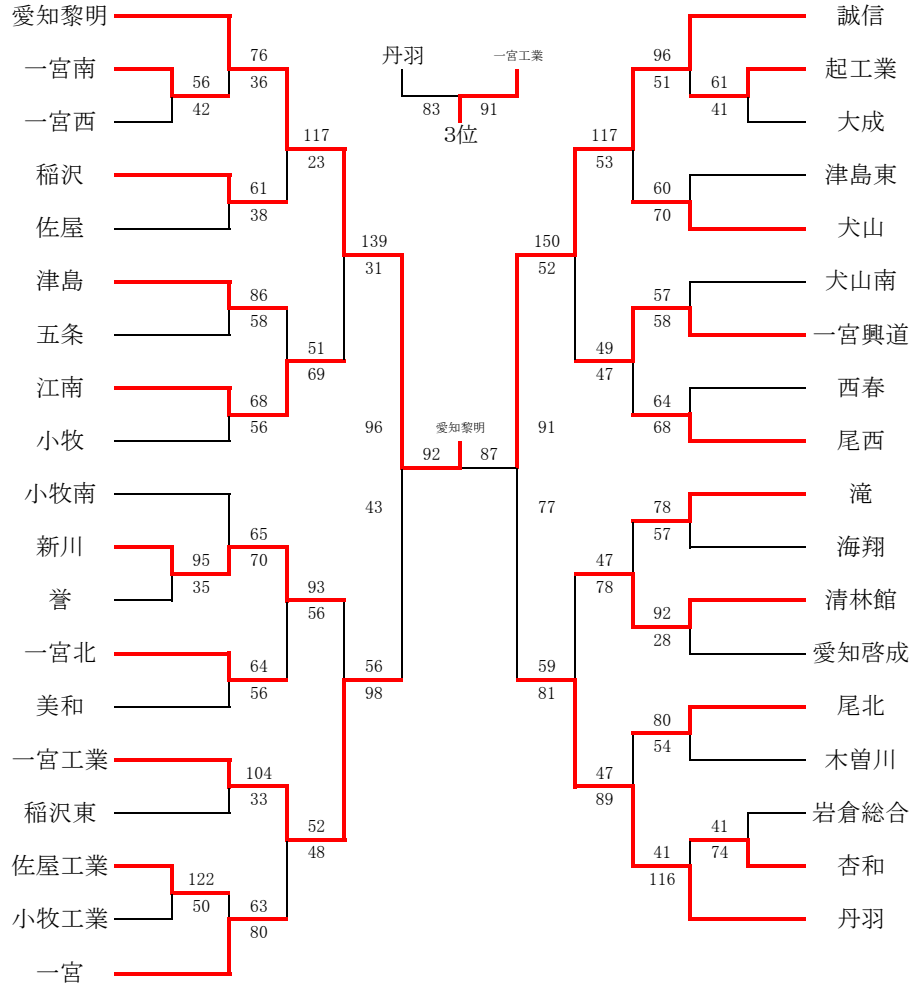 愛知黎明
一宮南
一宮西
稲沢
佐屋
津島
五条
江南
小牧
小牧南
新川
誉
一宮北
美和
一宮工業
稲沢東
佐屋工業
小牧工業
一宮
56
42
95
35
122
50
76
36
61
38
86
58
68
56
65
70
64
56
104
33
63
80
117
23
51
69
93
56
52
48
139
31
56
98
96
43
丹羽
一宮工業
83
91
3位
愛知黎明
92
87
91
77
150
52
59
81
117
53
49
47
47
78
47
89
96
51
60
70
57
58
64
68
78
57
92
28
80
54
41
116
61
41
41
74
誠信
起工業
大成
津島東
犬山
犬山南
一宮興道
西春
尾西
滝
海翔
清林館
愛知啓成
尾北
木曽川
岩倉総合
杏和
丹羽